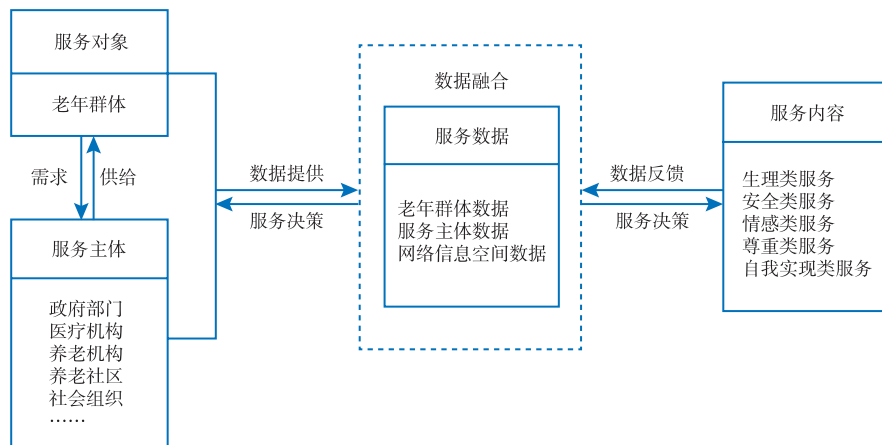 服务对象
老年群体
需求
供给
服务主体
政府部门
医疗机构
养老机构
养老社区
社会组织
……
数据提供
服务决策
数据融合
服务数据
老年群体数据
服务主体数据
网络信息空间数据
数据反馈
服务决策
服务内容
生理类服务
安全类服务
情感类服务
尊重类服务
自我实现类服务